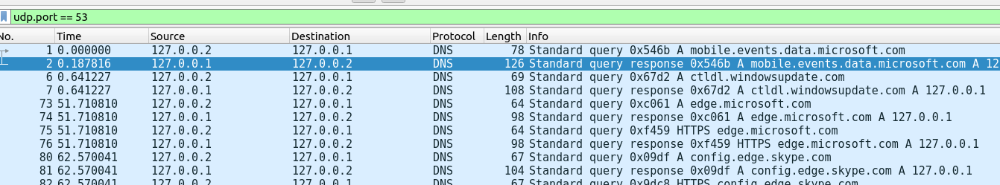 udp.port == 53
No. Time Source Destination Protocol Length Info
1 0.000000 127.0.0.2 127.0.0.1 DNS 78 Standard query 0x546b A mobile.events.data.microsoft.com
2 0.187816 127.0.0.1 127.0.0.2 DNS 126 Standard query response 0x546b A mobile.events.data.microsoft.com A 12
6 0.641227 127.0.0.2 127.0.0.1 DNS 69 Standard query 0x67d2 A ctldl.windowsupdate.com
7 0.641227 127.0.0.1 127.0.0.2 DNS 108 Standard query response 0x67d2 A ctldl.windowsupdate.com A 127.0.0.1
73 51.710810 127.0.0.2 127.0.0.1 DNS 64 Standard query 0xc061 A edge.microsoft.com
74 51.710810 127.0.0.1 127.0.0.2 DNS 98 Standard query response 0xc061 A edge.microsoft.com A 127.0.0.1
75 51.710810 127.0.0.2 127.0.0.1 DNS 64 Standard query 0xf459 HTTPS edge.microsoft.com
76 51.710810 127.0.0.1 127.0.0.2 DNS 98 Standard query response 0xf459 HTTPS edge.microsoft.com A 127.0.0.1
80 62.570041 127.0.0.2 127.0.0.1 DNS 67 Standard query 0x09df A config.edge.skype.com
81 62.570041 127.0.0.1 127.0.0.2 DNS 104 Standard query response 0x09df A config.edge.skype.com A 127.0.0.1
82 62.570041 127.0.0.2 127.0.0.1 DNS 67 Standard query 0x9dc8 HTTPS config.edge.skype.com